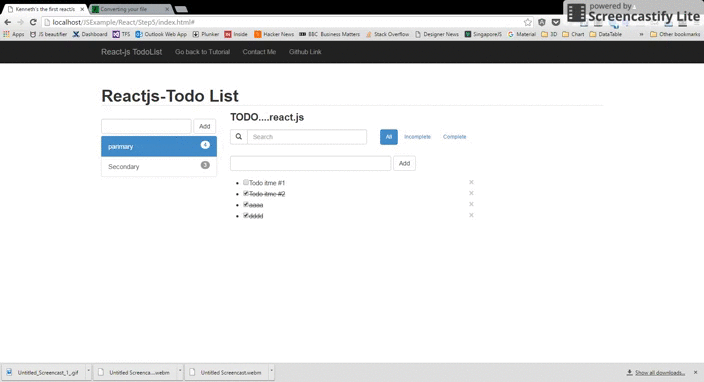 powered by
Screencastify Lite
Kenneth's the first reactjs
Converting your file
localhost/JSExample/React/Step5/index.html#
Apps
JS beautifier
Dashboard
TFS
Outlook Web App
Plunker
Inside
Hacker News
BBC Business Matters
Stack Overflow
Designer News
SingaporeJS
Material
3D
Chart
DataTable
»
Other bookmarks
React-js TodoList
Go back to Tutorial
Contact Me
Github Link
Reactjs-Todo List
Add
parimary 4
Secondary 3
TODO....react.js
Search
All
Incomplete
Complete
Add
Todo itme #1
Todo itme #2
aaaa
dddd
Untitled_Screencast_1_.gif
Untitled Screenca....webm
Untitled Screencast.webm
Show all downloads...